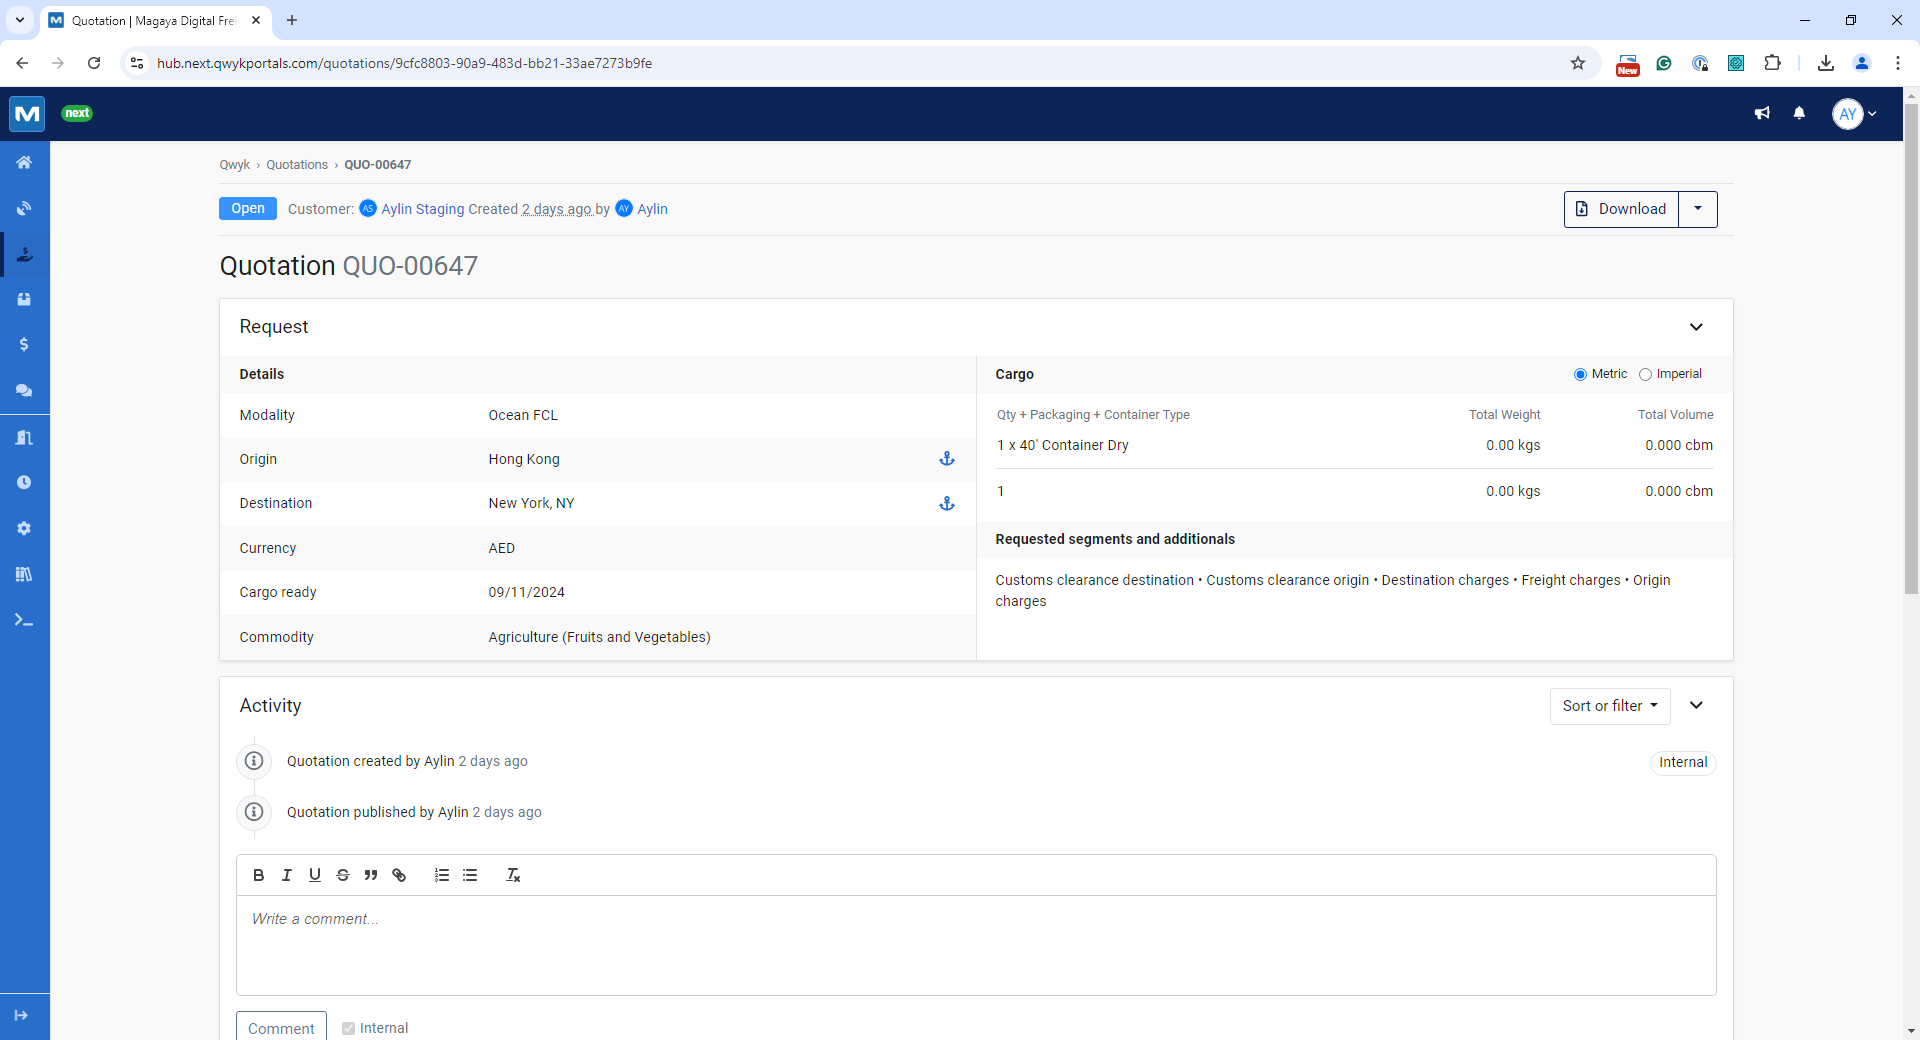 Quotation | Magaya Digital Frei
hub.next.qwykportals.com/quotations/9cfc8803-90a9-483d-bb21-33ae7273b9fe
New
M next
AY
Qwyk › Quotations › QUO-00647
Open Customer: AS Aylin Staging Created 2 days ago by AY Aylin
Download
Quotation QUO-00647
Request
Details
Modality Ocean FCL
Origin Hong Kong
Destination New York, NY
Currency AED
Cargo ready 09/11/2024
Commodity Agriculture (Fruits and Vegetables)
Cargo Metric Imperial
Qty + Packaging + Container Type Total Weight Total Volume
1 x 40' Container Dry 0.00 kgs 0.000 cbm
1 0.00 kgs 0.000 cbm
Requested segments and additionals
Customs clearance destination • Customs clearance origin • Destination charges • Freight charges • Origin
charges
Activity Sort or filter
Quotation created by Aylin 2 days ago Internal
Quotation published by Aylin 2 days ago
Write a comment...
Comment Internal